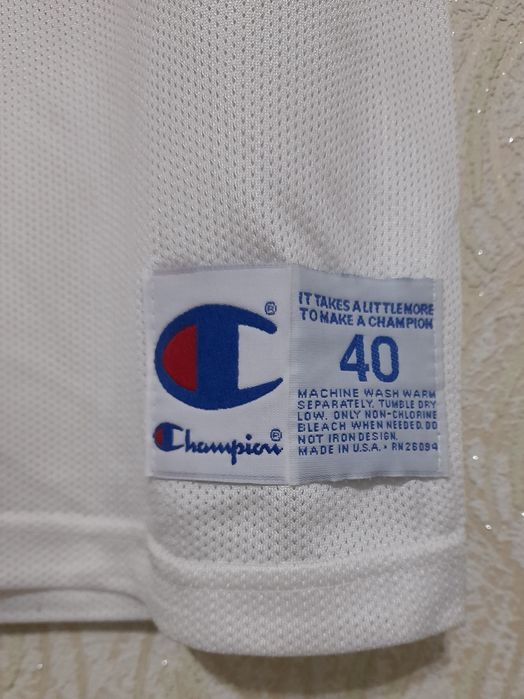 Champion®
®
IT TAKES A LITTLE MORE
TO MAKE A CHAMPION
40
MACHINE WASH WARM
SEPARATELY. TUMBLE DRY
LOW. ONLY NON-CHLORINE
BLEACH WHEN NEEDED. DO
NOT IRON DESIGN.
MADE IN U.S.A. • RN26094